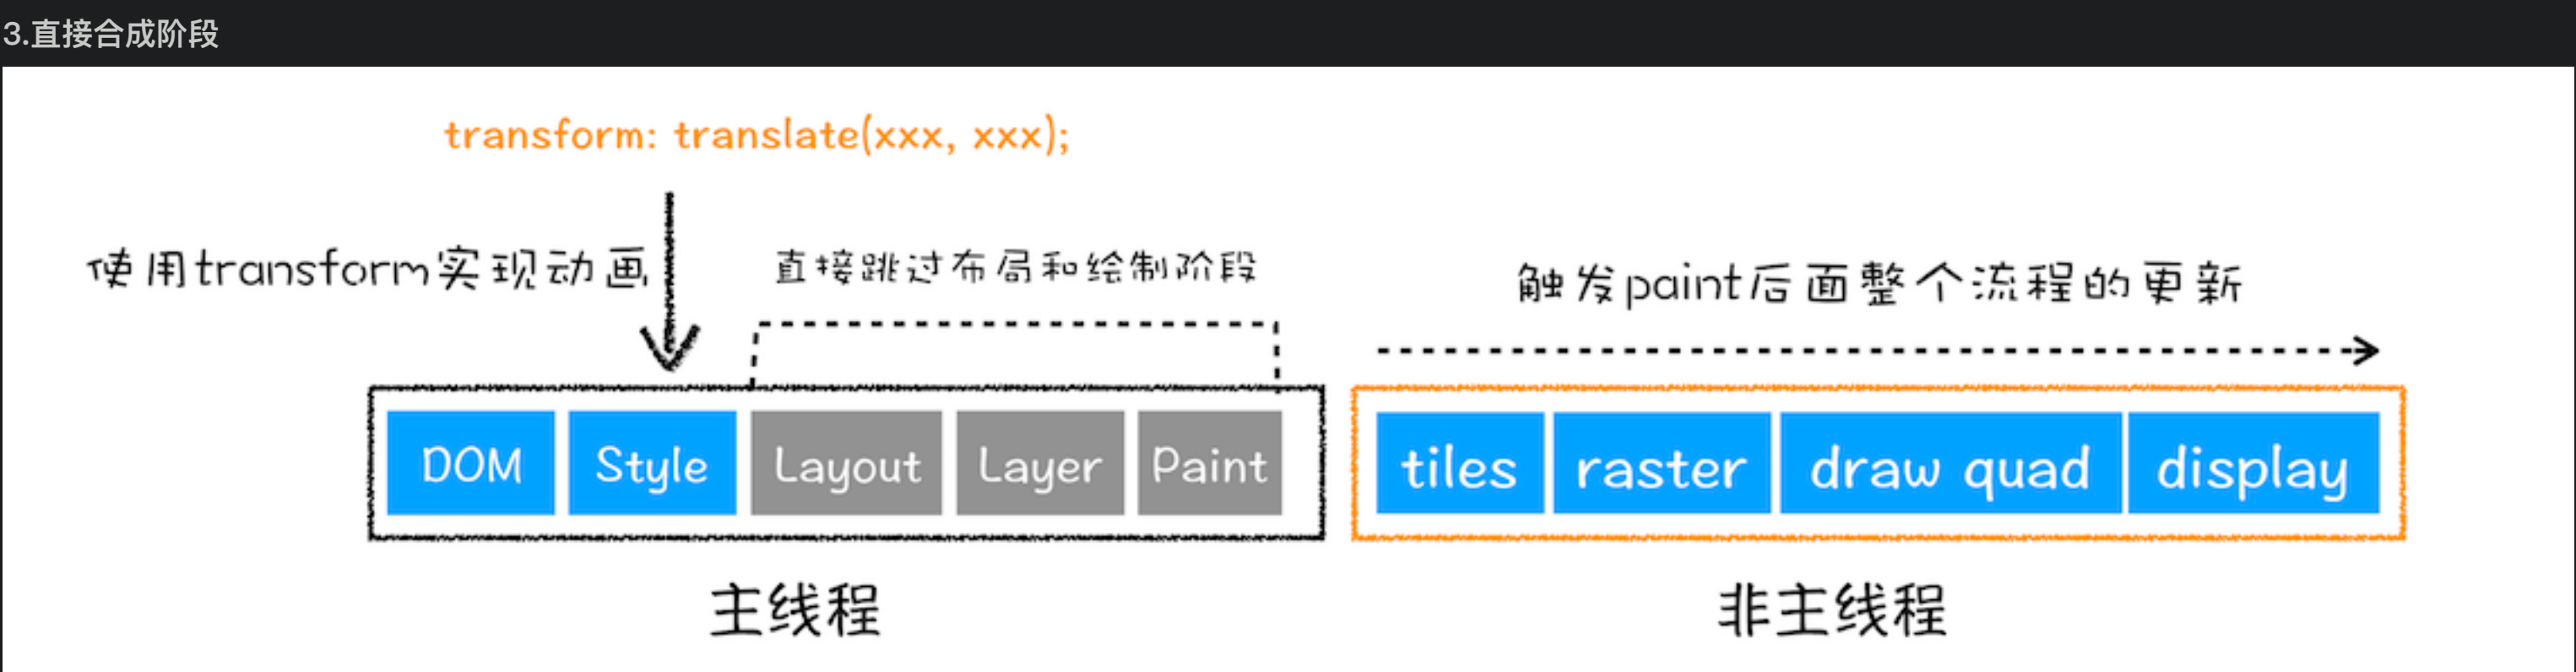 3.直接合成阶段
transform: translate(xxx, xxx);
使用transform实现动画
直接跳过布局和绘制阶段
触发paint后面整个流程的更新
DOM
Style
Layout
Layer
Paint
tiles
raster
draw quad
display
主线程
非主线程